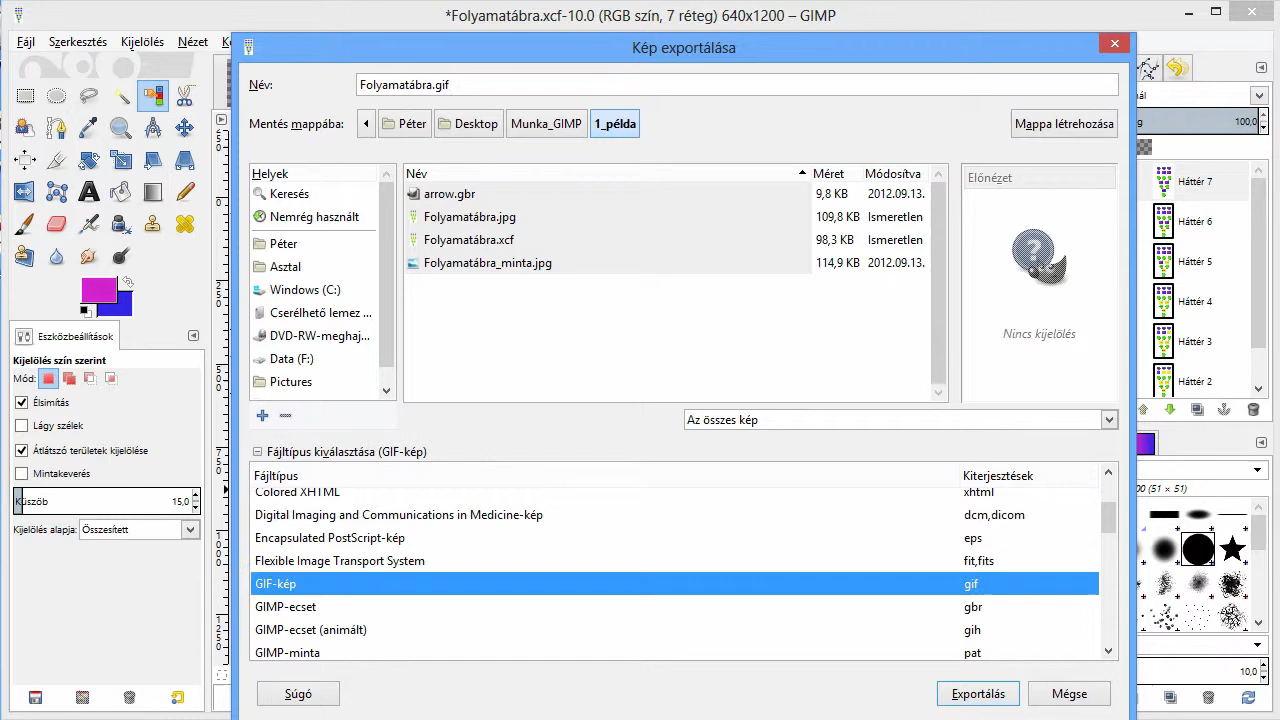 *Folyamatábra.xcf-10.0 (RGB szín, 7 réteg) 640x1200 – GIMP
Fájl Szerkesztés Kijelölés Nézet
Kép exportálása
Név: Folyamatábra.gif
Mentés mappába: Péter Desktop Munka_GIMP 1_példa Mappa létrehozása
Helyek
Keresés
Nemrég használt
Péter
Asztal
Windows (C:)
Cserélhető lemez ...
DVD-RW-meghaj...
Data (F:)
Pictures
Név Méret Módosítva
arrow.gbr 9,8 KB 2012.09.13.
Folyamatábra.jpg 109,8 KB Ismeretlen
Folyamatábra.xcf 98,3 KB Ismeretlen
Folyamatábra_minta.jpg 114,9 KB 2012.09.13.
Előnézet
Nincs kijelölés
Az összes kép
Fájltípus kiválasztása (GIF-kép)
Fájltípus Kiterjesztések
Colored XHTML xhtml
Digital Imaging and Communications in Medicine-kép dcm,dicom
Encapsulated PostScript-kép eps
Flexible Image Transport System fit,fits
GIF-kép gif
GIMP-ecset gbr
GIMP-ecset (animált) gih
GIMP-minta pat
Súgó Exportálás Mégse
Eszközbeállítások
Kijelölés szín szerint
Mód:
Élsimítás
Lágy szélek
Átlátszó területek kijelölése
Mintakeverés
Küszöb 15,0
Kijelölés alapja: Összesített
100,0
Háttér 7
Háttér 6
Háttér 5
Háttér 4
Háttér 3
Háttér 2
00 (51 × 51)
10,0